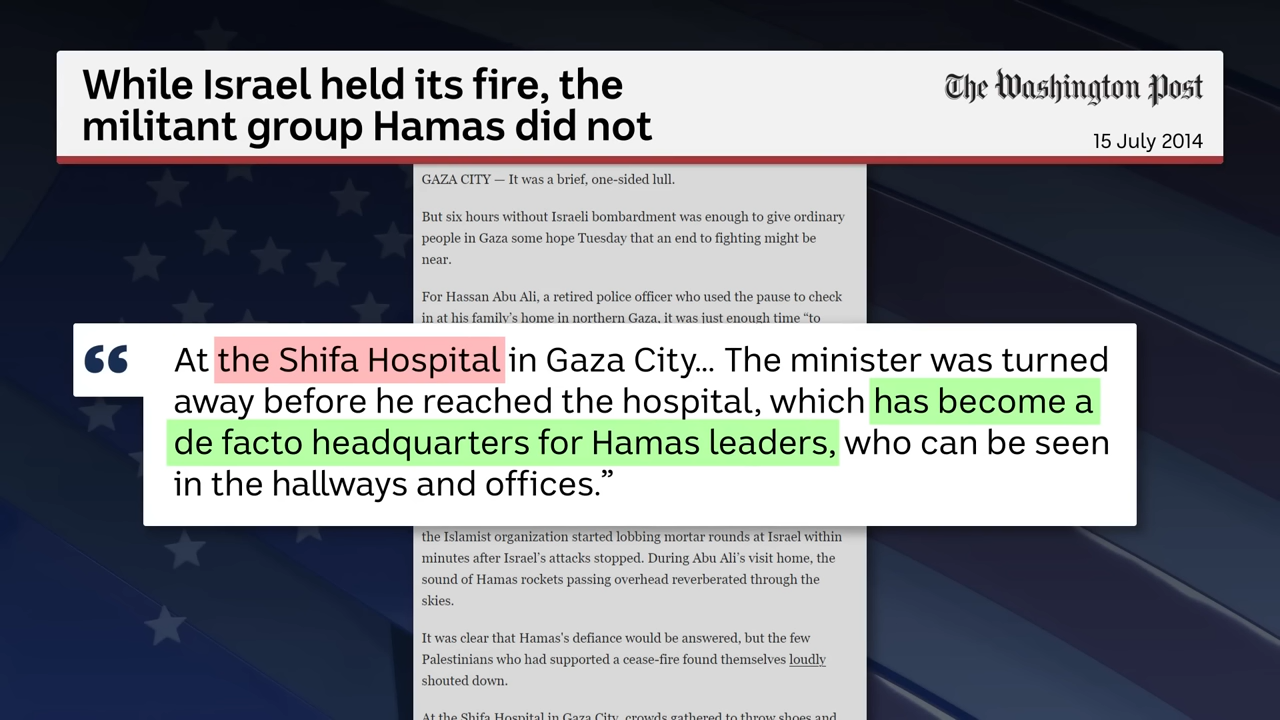 While Israel held its fire, the
militant group Hamas did not
The Washington Post
15 July 2014
GAZA CITY — It was a brief, one-sided lull.
But six hours without Israeli bombardment was enough to give ordinary
people in Gaza some hope Tuesday that an end to fighting might be
near.
For Hassan Abu Ali, a retired police officer who used the pause to check
in at his family’s home in northern Gaza, it was just enough time “to
“
At the Shifa Hospital in Gaza City... The minister was turned
away before he reached the hospital, which has become a
de facto headquarters for Hamas leaders, who can be seen
in the hallways and offices.”
the Islamist organization started lobbing mortar rounds at Israel within
minutes after Israel’s attacks stopped. During Abu Ali’s visit home, the
sound of Hamas rockets passing overhead reverberated through the
skies.
It was clear that Hamas’s defiance would be answered, but the few
Palestinians who had supported a cease-fire found themselves loudly
shouted down.
At the Shifa Hospital in Gaza City, crowds gathered to throw shoes and